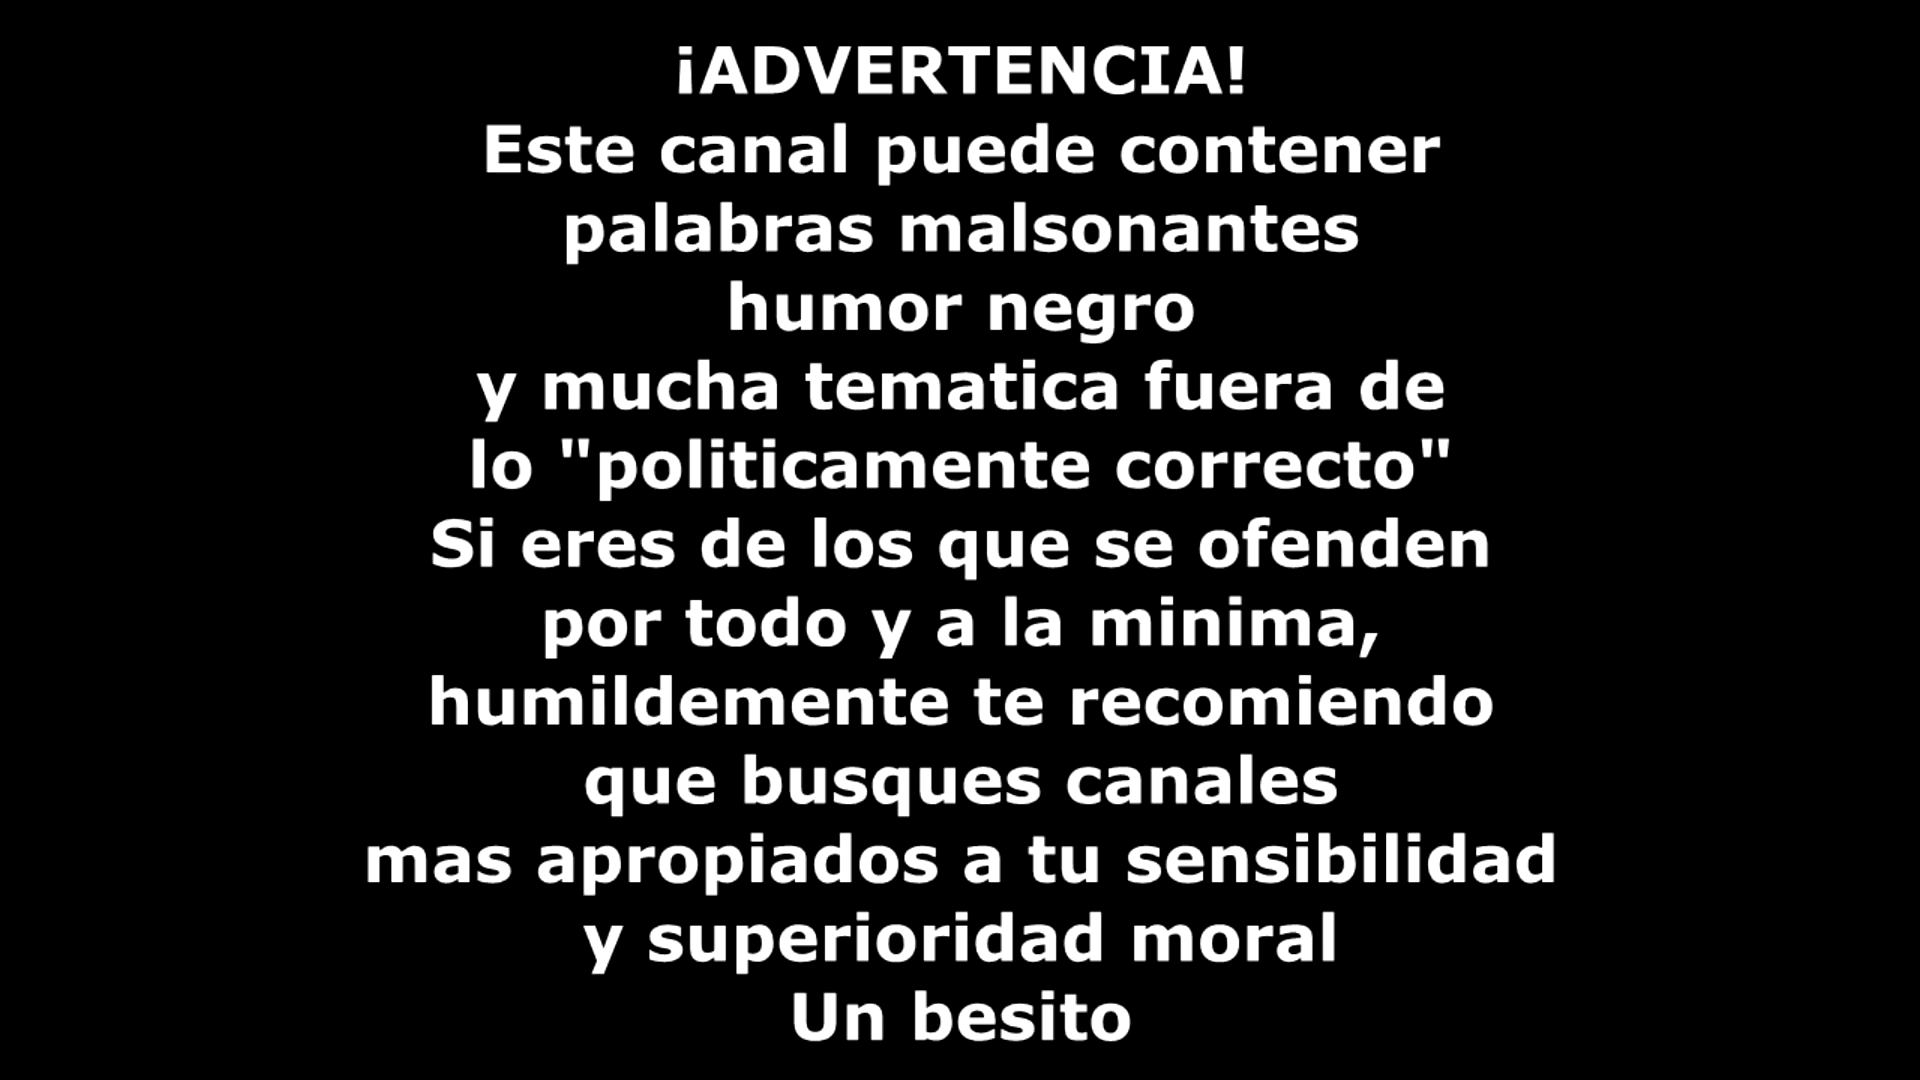 ¡ADVERTENCIA!
Este canal puede contener
palabras malsonantes
humor negro
y mucha tematica fuera de
lo "politicamente correcto"
Si eres de los que se ofenden
por todo y a la minima,
humildemente te recomiendo
que busques canales
mas apropiados a tu sensibilidad
y superioridad moral
Un besito